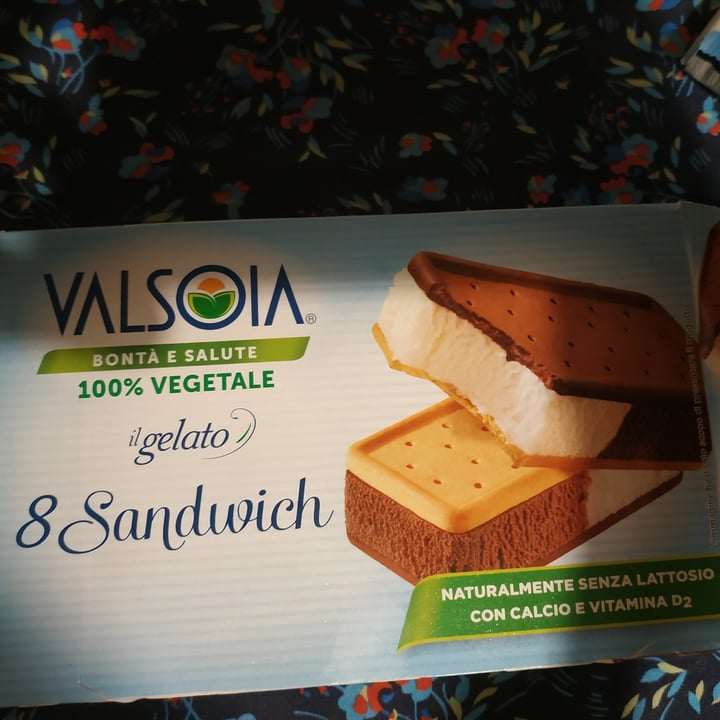 VALSOIA®
BONTÀ E SALUTE
100% VEGETALE
il gelato
8 Sandwich
NATURALMENTE SENZA LATTOSIO
CON CALCIO E VITAMINA D2